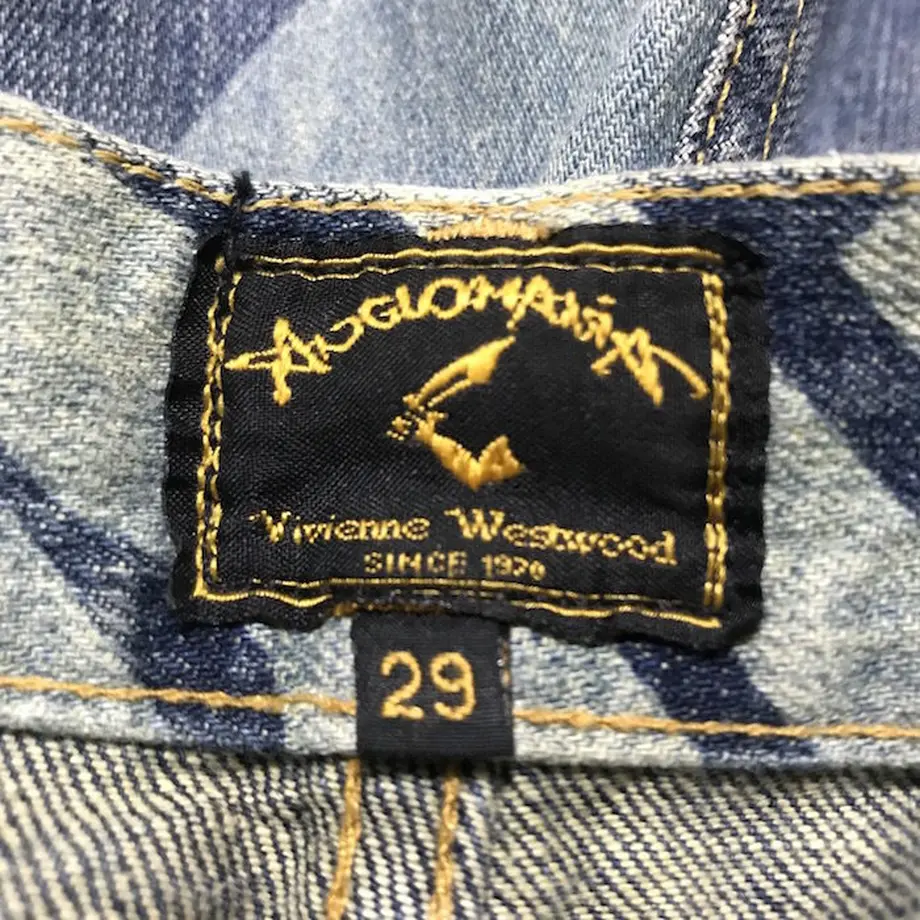 ANGLOMANIA
Vivienne Westwood
SINCE 1970
29